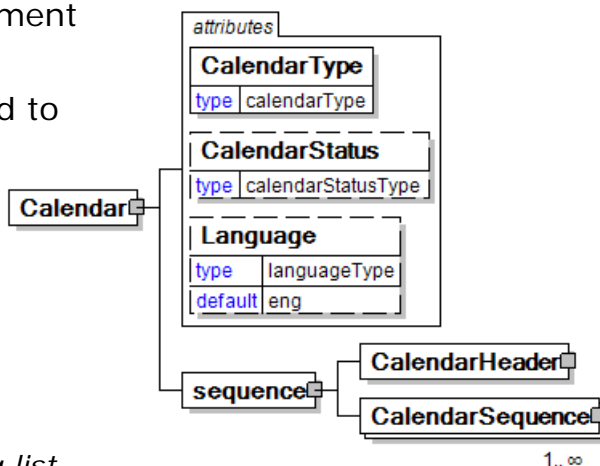 ment
d to
attributes
CalendarType
type calendarType
CalendarStatus
type calendarStatusType
Calendar
Language
type languageType
default eng
CalendarHeader
sequence
CalendarSequence
list
1..∞